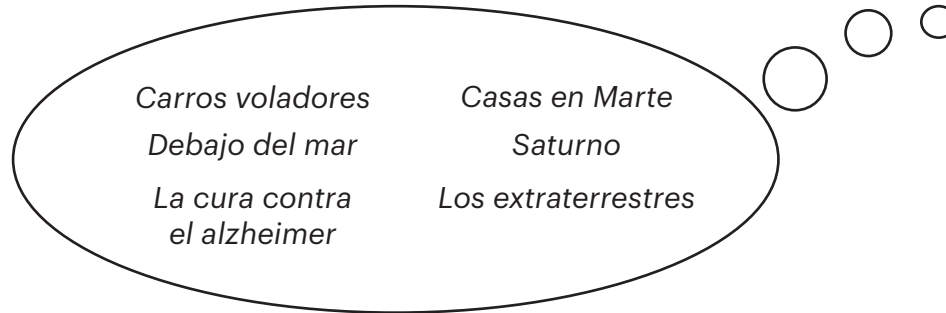 Carros voladores
Casas en Marte
Debajo del mar
Saturno
La cura contra
el alzheimer
Los extraterrestres